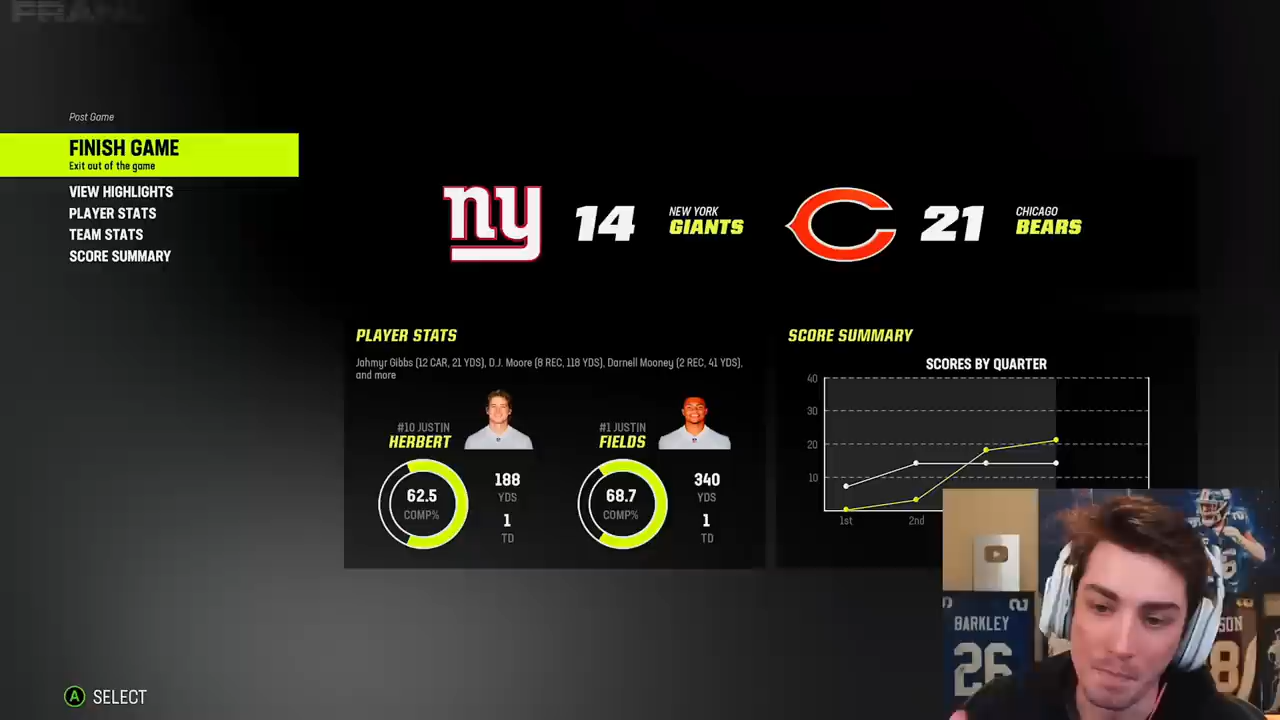 Post Game
FINISH GAME
Exit out of the game
VIEW HIGHLIGHTS
PLAYER STATS
TEAM STATS
SCORE SUMMARY
ny
14
NEW YORK
GIANTS
21
CHICAGO
BEARS
PLAYER STATS
Jahmyr Gibbs (12 CAR, 21 YDS), D.J. Moore (8 REC, 118 YDS), Darnell Mooney (2 REC, 41 YDS),
and more
#10 JUSTIN
HERBERT
62.5
COMP%
188
YDS
1
TD
#1 JUSTIN
FIELDS
68.7
COMP%
340
YDS
1
TD
SCORE SUMMARY
SCORES BY QUARTER
40
30
20
10
1st
2nd
BARKLEY
26
SON
8
A SELECT